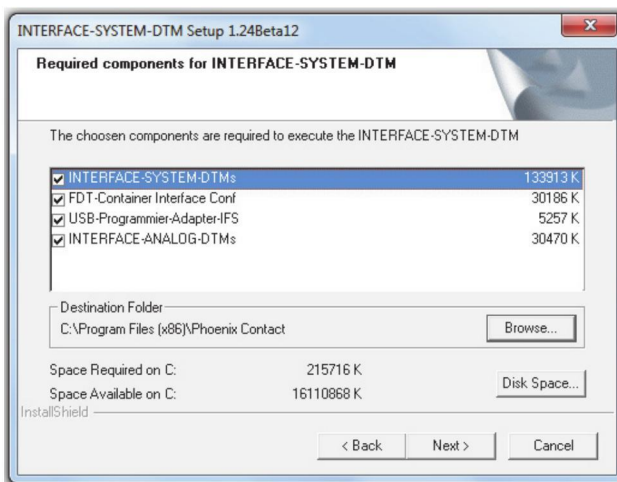 INTERFACE-SYSTEM-DTM Setup 1.24Beta12
Required components for INTERFACE-SYSTEM-DTM
The choosen components are required to execute the INTERFACE-SYSTEM-DTM
INTERFACE-SYSTEM-DTMs 133913 K
FDT-Container Interface Conf 30186 K
USB-Programmier-Adapter-IFS 5257 K
INTERFACE-ANALOG-DTMs 30470 K
Destination Folder
C:\Program Files (x86)\Phoenix Contact Browse...
Space Required on C: 215716 K
Space Available on C: 16110868 K Disk Space...
InstallShield
< Back Next > Cancel